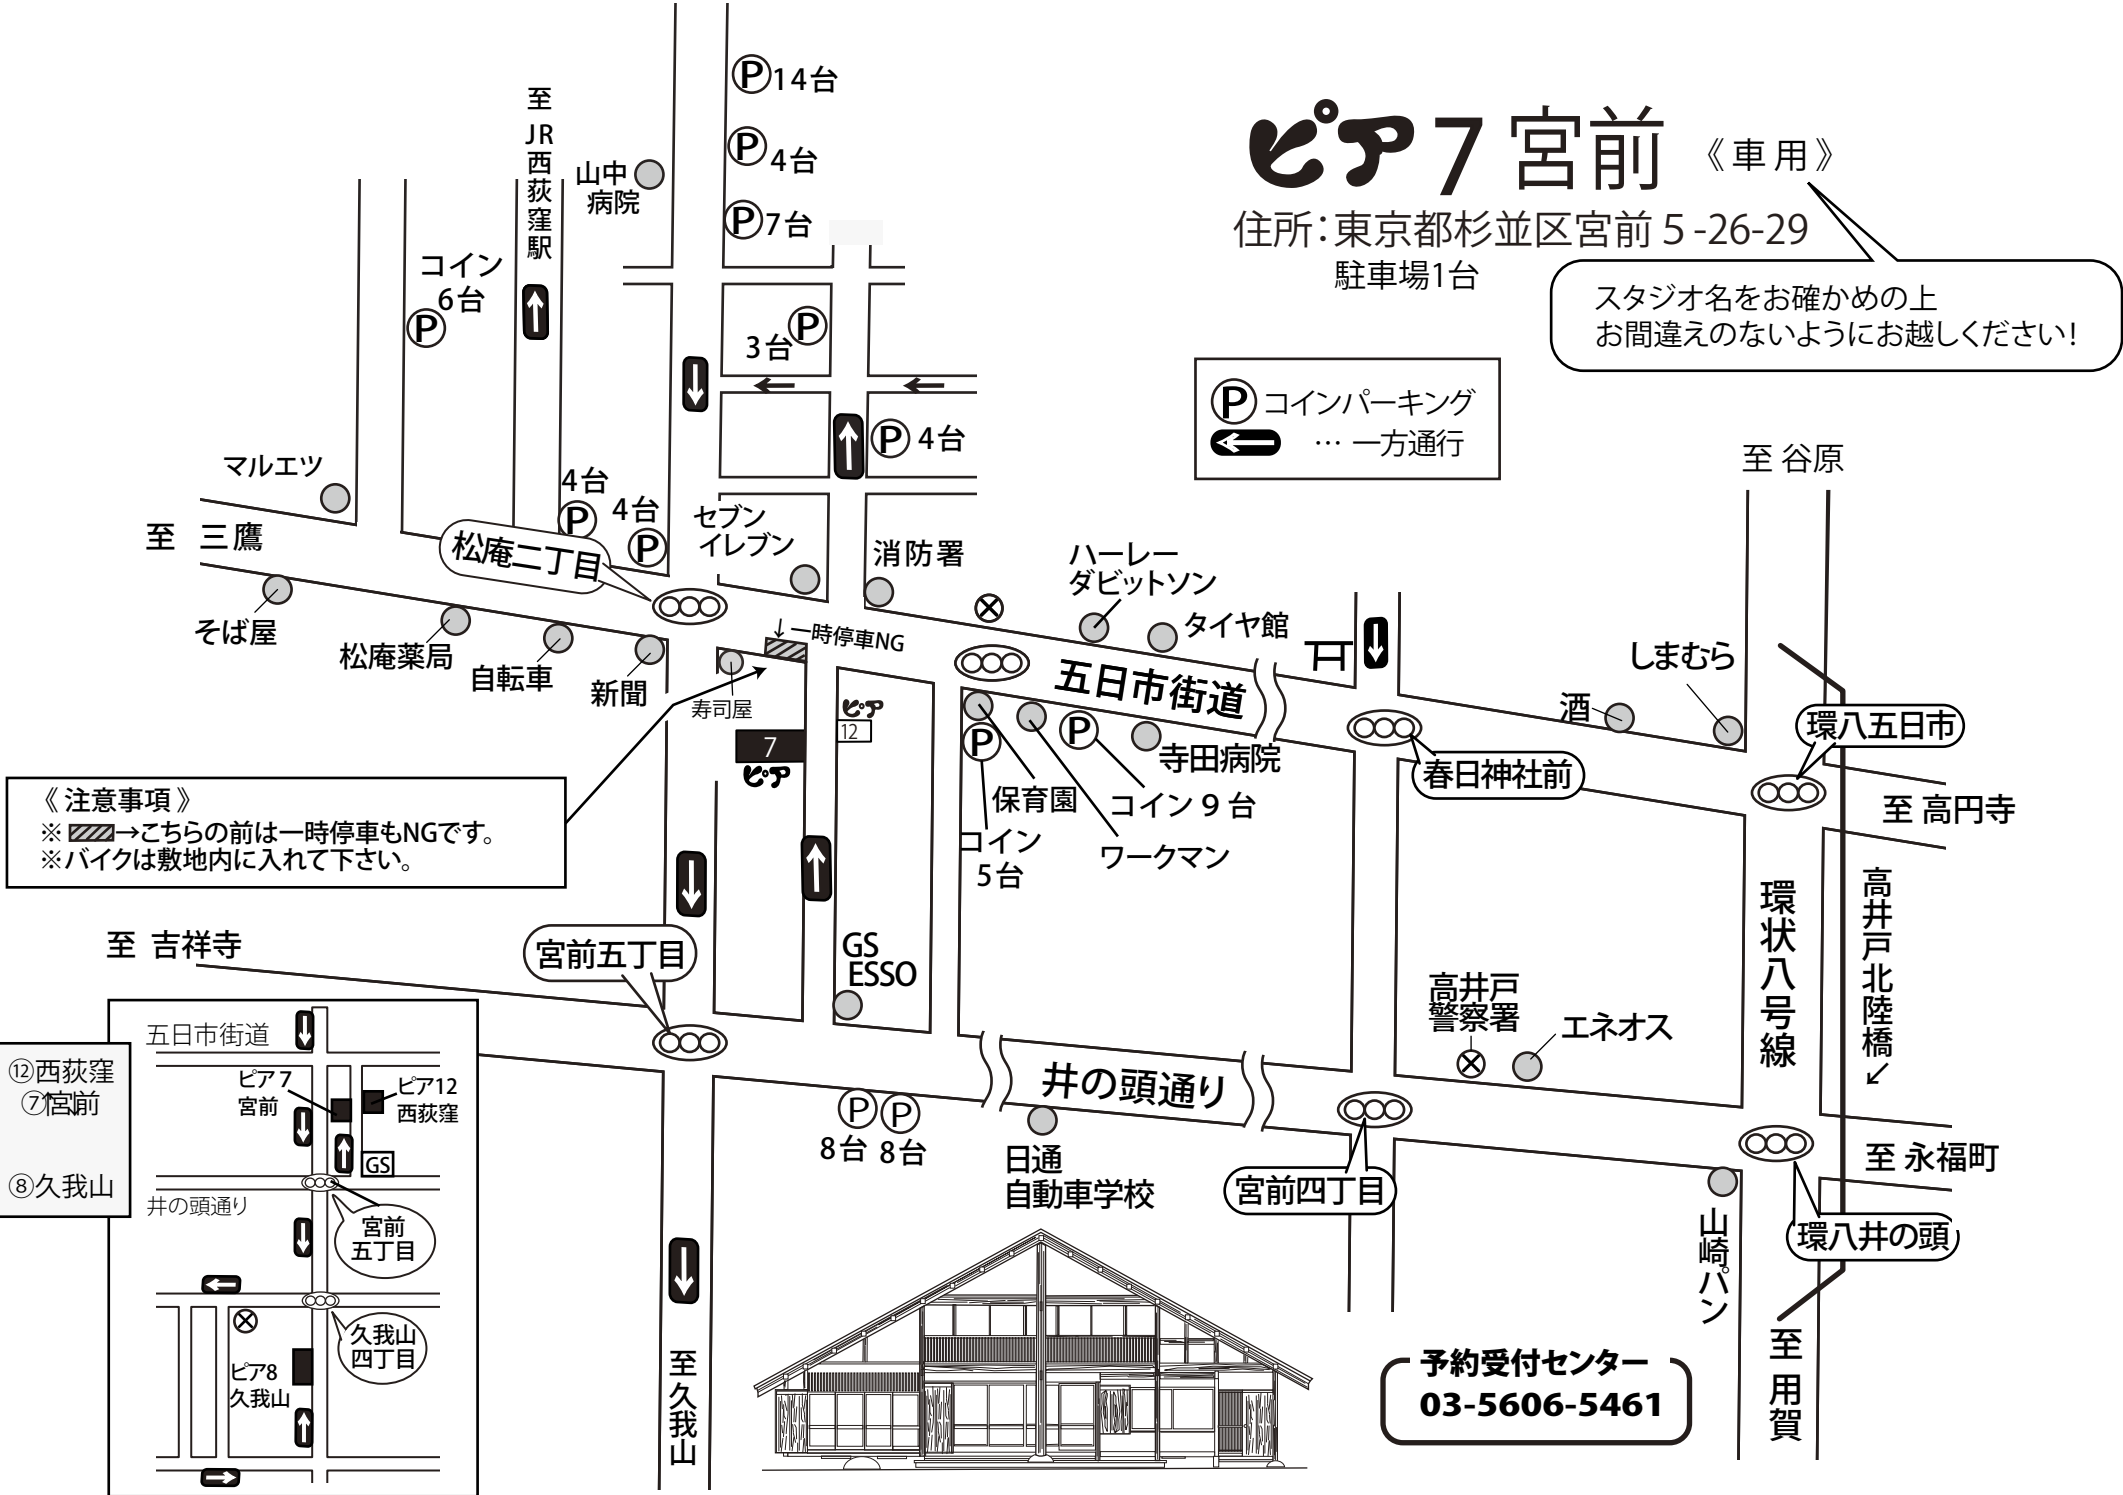 ピア7 宮前 《車用》
住所：東京都杉並区宮前 5 -26-29
駐車場1台
スタジオ名をお確かめの上
お間違えのないようにお越しください！
P コインパーキング
… 一方通行
P14台
P 4台
P7台
至 JR西荻窪駅
山中
病院
コイン
6台
P
3台 P
P 4台
マルエツ
4台
P
4台
P
セブン
イレブン
消防署
ハーレー
ダビットソン
タイヤ館
至 谷原
至 三鷹
松庵二丁目
そば屋
松庵薬局
自転車
新聞
↓一時停車NG
寿司屋
五日市街道
しまむら
酒
環八五日市
春日神社前
至 高円寺
ピア
12
7
ピア
P
保育園
P
寺田病院
コイン 9 台
コイン
5台
ワークマン
《 注意事項 》
※ →こちらの前は一時停車もNGです。
※バイクは敷地内に入れて下さい。
至 吉祥寺
宮前五丁目
GS
ESSO
高井戸
警察署
エネオス
環状八号線
高井戸北陸橋↙
井の頭通り
P P
8台 8台
日通
自動車学校
宮前四丁目
至 永福町
環八井の頭
山崎パン
至 用賀
至 久我山
予約受付センター
03-5606-5461
五日市街道
ピア7
宮前
ピア12
西荻窪
GS
井の頭通り
宮前
五丁目
久我山
四丁目
ピア8
久我山
⑫西荻窪
⑦宮前
⑧久我山